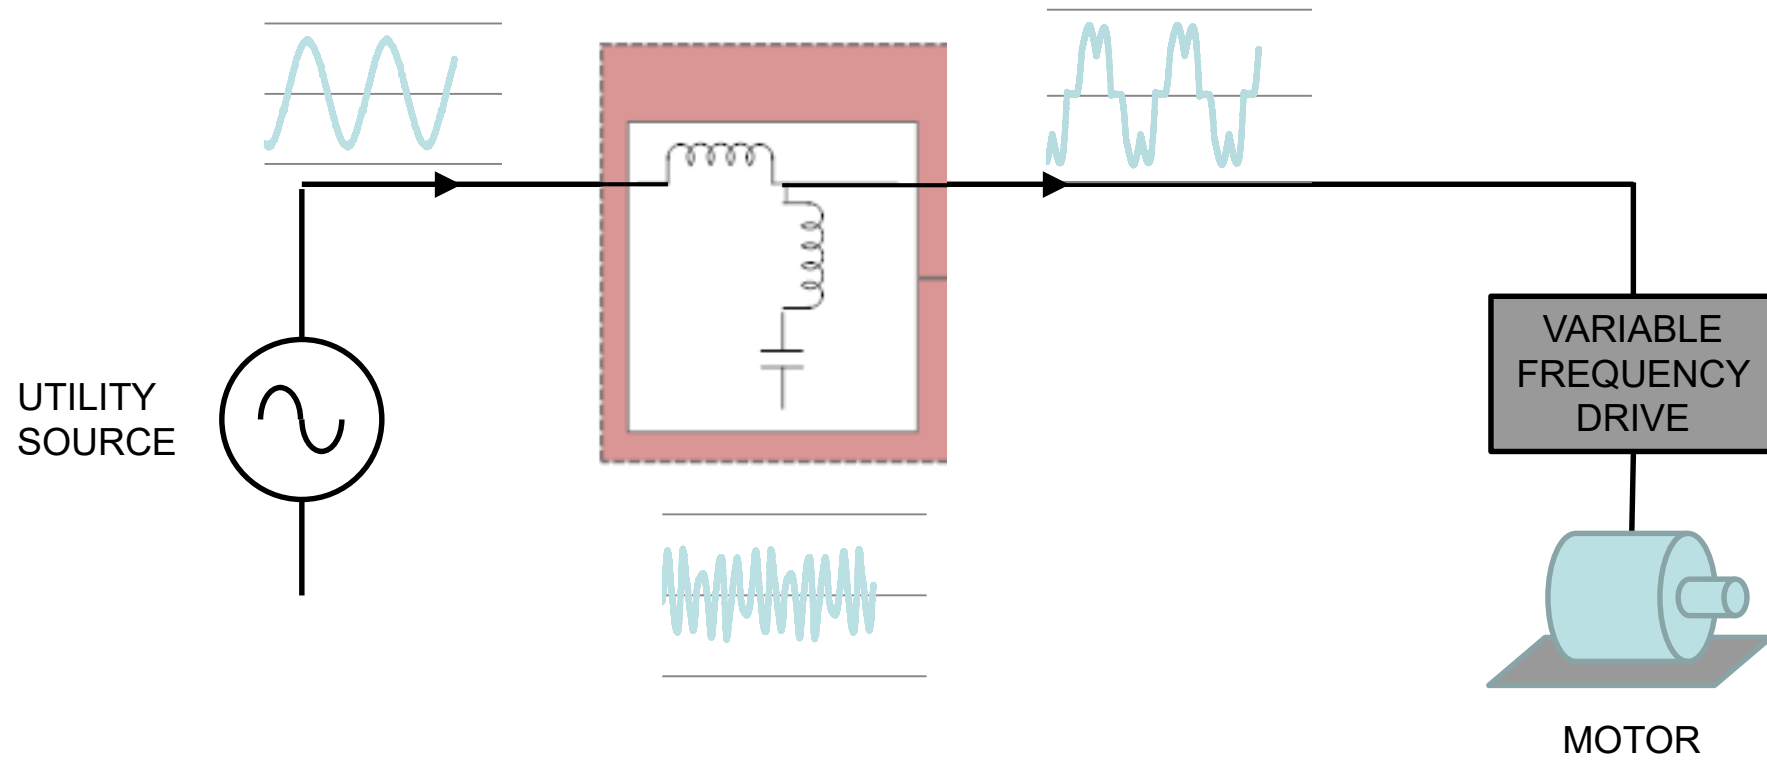 UTILITY
SOURCE
VARIABLE
FREQUENCY
DRIVE
MOTOR